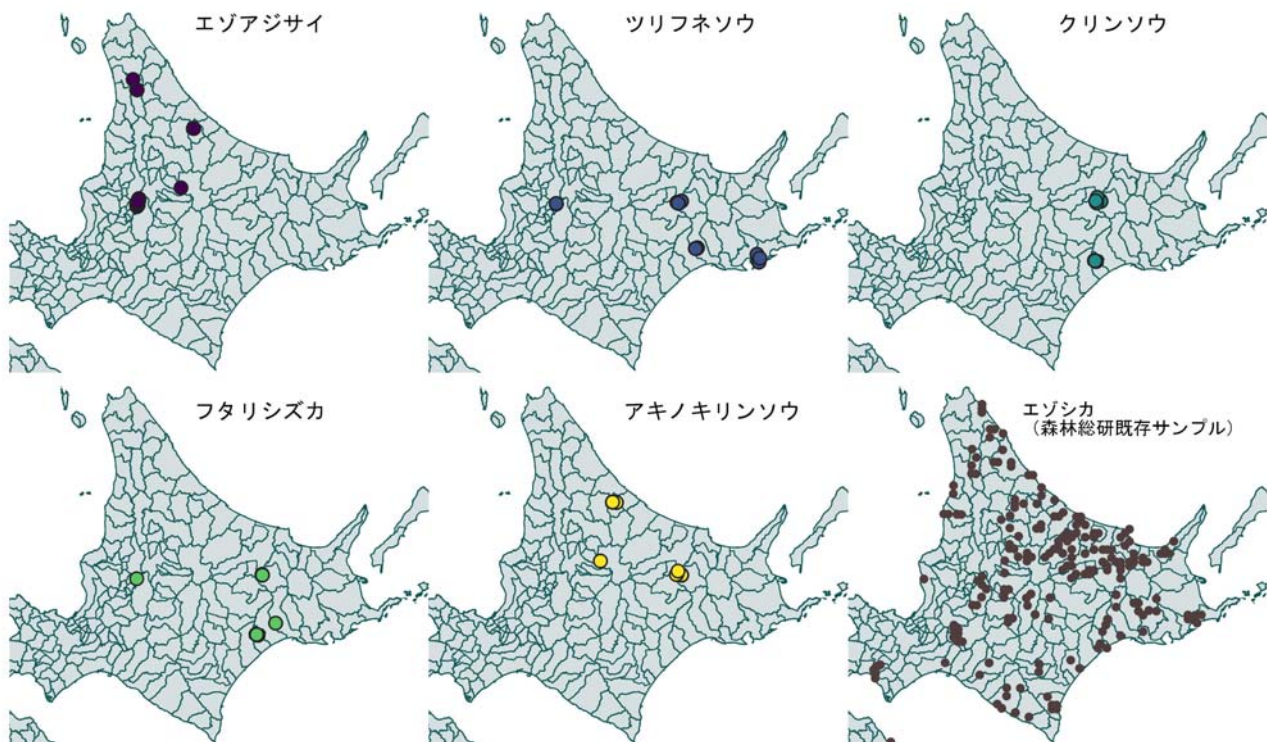 エゾアジサイ
ツリフネソウ
クリンソウ
フタリシズカ
アキノキリンソウ
エゾシカ
(森林総研既存サンプル)